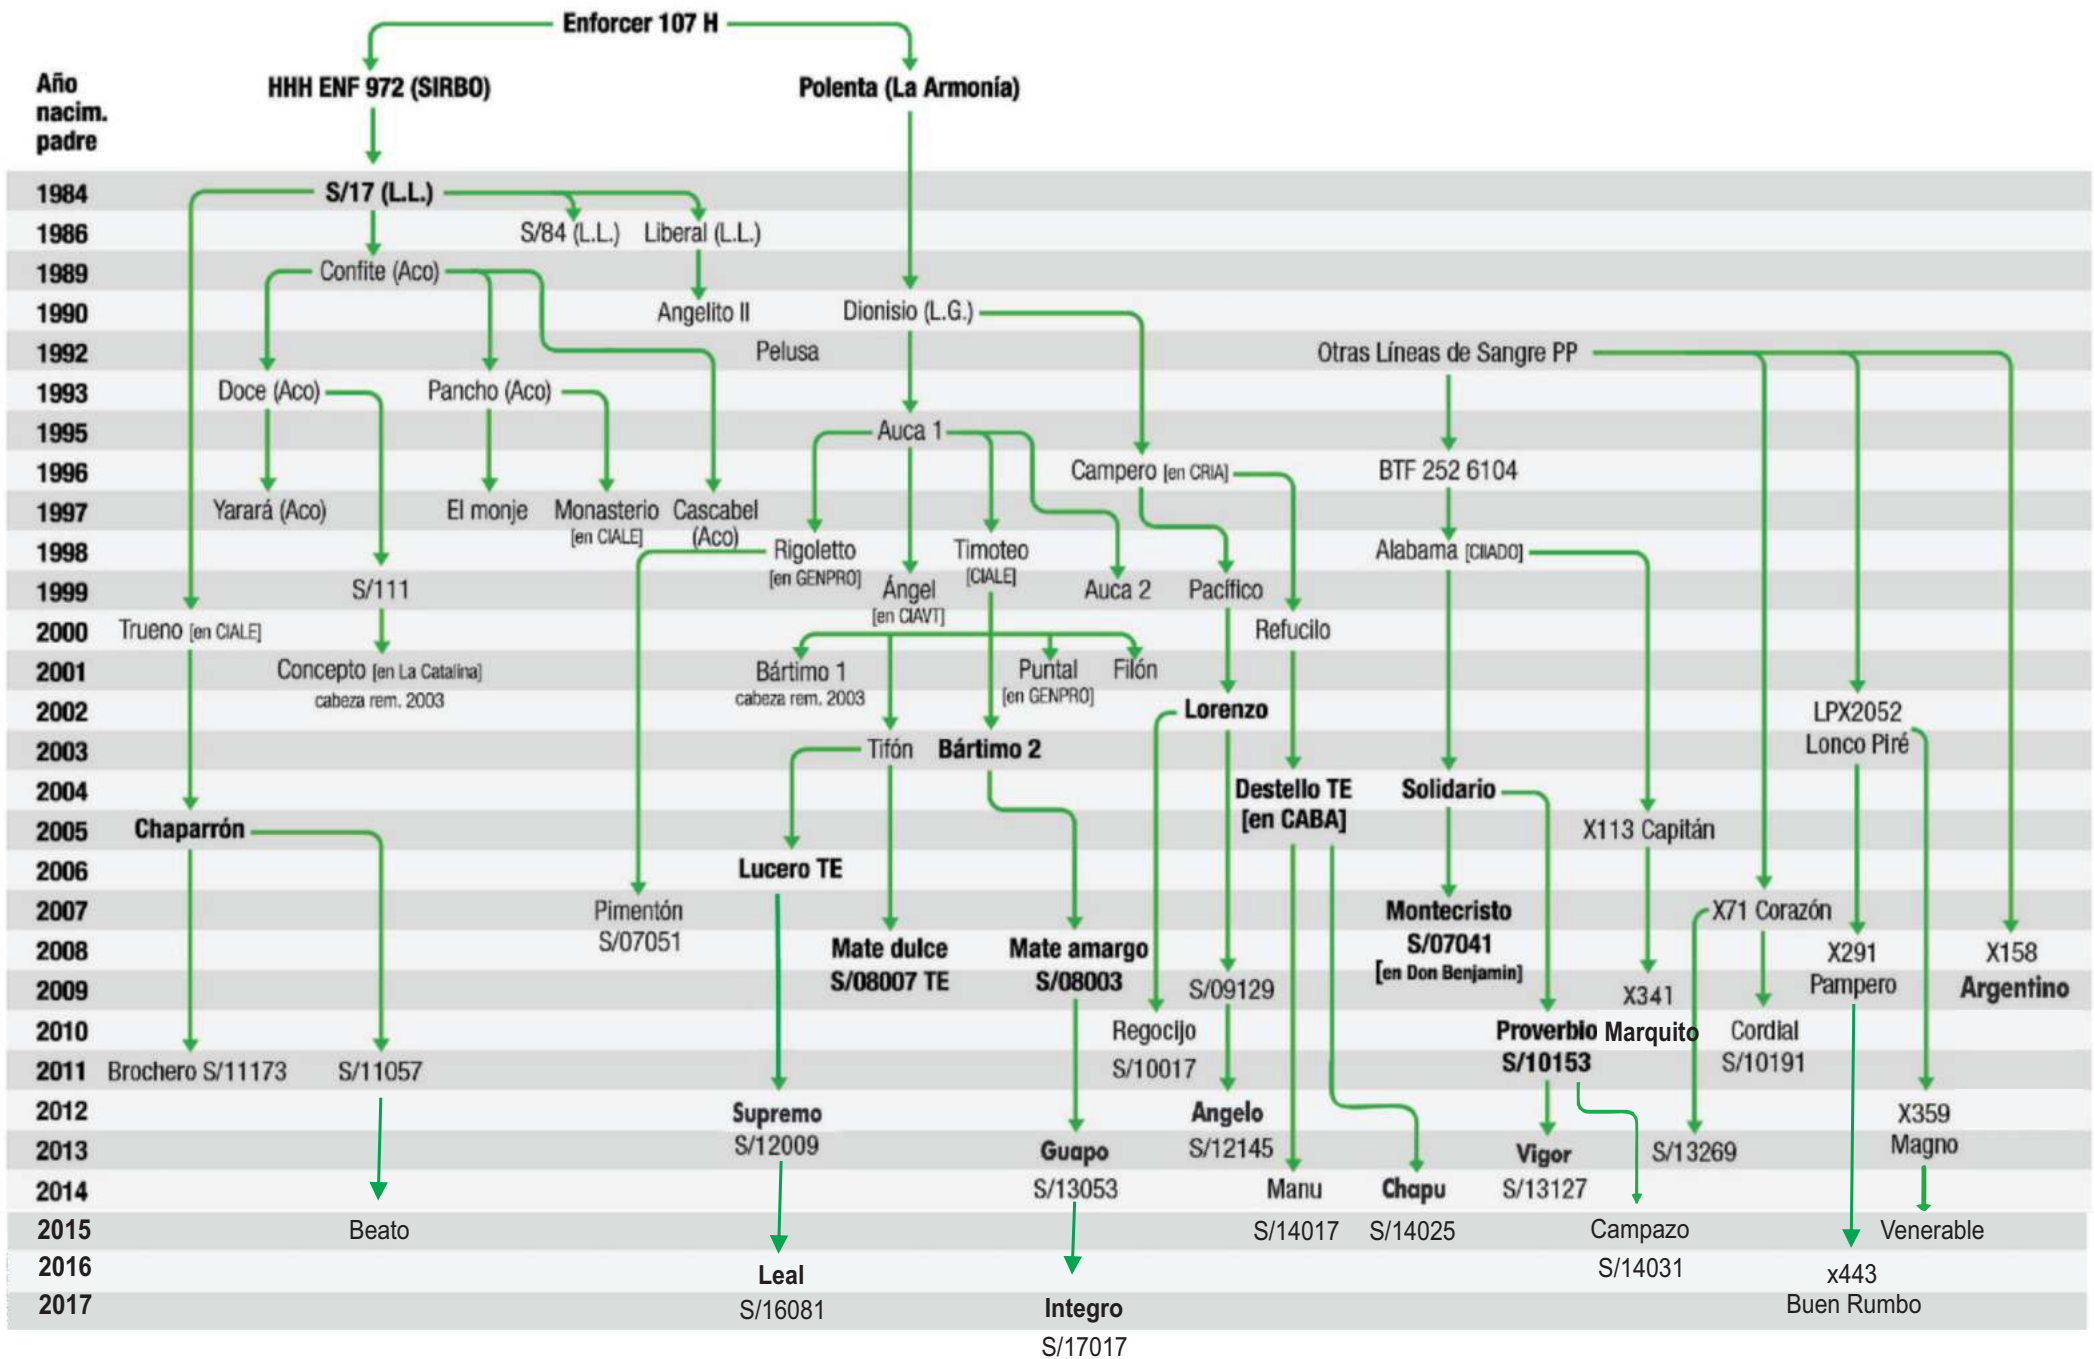 Enforcer 107 H
HHH ENF 972 (SIRBO)
Polenta (La Armonía)
Año
nacim.
padre
1984
S/17 (L.L.)
1986
S/84 (L.L.)
Liberal (L.L.)
1989
Confite (Aco)
1990
Angelito II
Dionisio (L.G.)
1992
Pelusa
Otras Líneas de Sangre PP
1993
Doce (Aco)
Pancho (Aco)
1995
Auca 1
1996
Campero [en CRIA]
BTF 252 6104
1997
Yarará (Aco)
El monje
Monasterio
[en CIALE]
Cascabel
(Aco)
1998
Rigoletto
[en GENPRO]
Timoteo
[CIALE]
Alabama [CIIADO]
1999
S/111
Ángel
[en CIAVT]
Auca 2
Pacífico
2000
Trueno [en CIALE]
Refucilo
2001
Concepto [en La Catalina]
cabeza rem. 2003
Bártimo 1
cabeza rem. 2003
Puntal
[en GENPRO]
Filón
2002
Lorenzo
LPX2052
Lonco Piré
2003
Tifón
Bártimo 2
2004
Destello TE
[en CABA]
Solidario
2005
Chaparrón
X113 Capitán
2006
Lucero TE
2007
Pimentón
S/07051
Montecristo
S/07041
[en Don Benjamin]
X71 Corazón
2008
Mate dulce
S/08007 TE
Mate amargo
S/08003
X291
Pampero
X158
Argentino
2009
S/09129
X341
Marquito
2010
Regocijo
S/10017
Proverbio
S/10153
Cordial
S/10191
2011
Brochero S/11173
S/11057
2012
Supremo
S/12009
Angelo
S/12145
X359
Magno
2013
Guapo
S/13053
Vigor
S/13127
S/13269
2014
Manu
S/14017
Chapu
S/14025
2015
Beato
Campazo
S/14031
Venerable
2016
Leal
S/16081
x443
Buen Rumbo
2017
Integro
S/17017